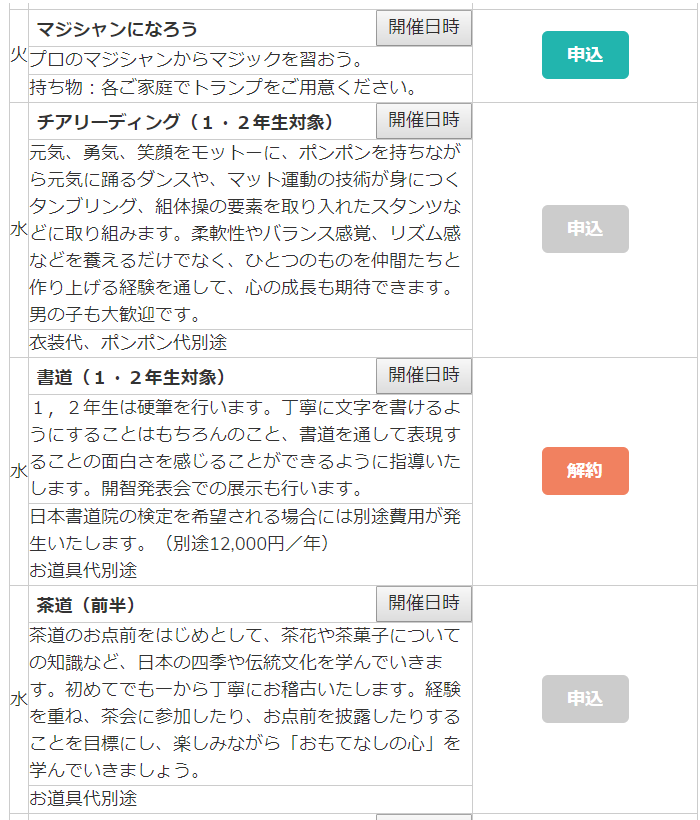 火
マジシャンになろう
開催日時
プロのマジシャンからマジックを習おう。
持ち物：各ご家庭でトランプをご用意ください。
申込
水
チアリーディング（１・２年生対象）
開催日時
元気、勇気、笑顔をモットーに、ポンポンを持ちなが
ら元気に踊るダンスや、マット運動の技術が身につく
タンブリング、組体操の要素を取り入れたスタンツな
どに取り組みます。柔軟性やバランス感覚、リズム感
などを養えるだけでなく、ひとつのものを仲間たちと
作り上げる経験を通して、心の成長も期待できます。
男の子も大歓迎です。
衣装代、ポンポン代別途
申込
水
書道（１・２年生対象）
開催日時
１，２年生は硬筆を行います。丁寧に文字を書けるよ
うにすることはもちろんのこと、書道を通して表現す
ることの面白さを感じることができるように指導いた
します。開智発表会での展示も行います。
日本書道院の検定を希望される場合には別途費用が発
生いたします。（別途12,000円／年）
お道具代別途
解約
水
茶道（前半）
開催日時
茶道のお点前をはじめとして、茶花や茶菓子について
の知識など、日本の四季や伝統文化を学んでいきま
す。初めてでも一から丁寧にお稽古いたします。経験
を重ね、茶会に参加したり、お点前を披露したりする
ことを目標にし、楽しみながら「おもてなしの心」を
学んでいきましょう。
お道具代別途
申込